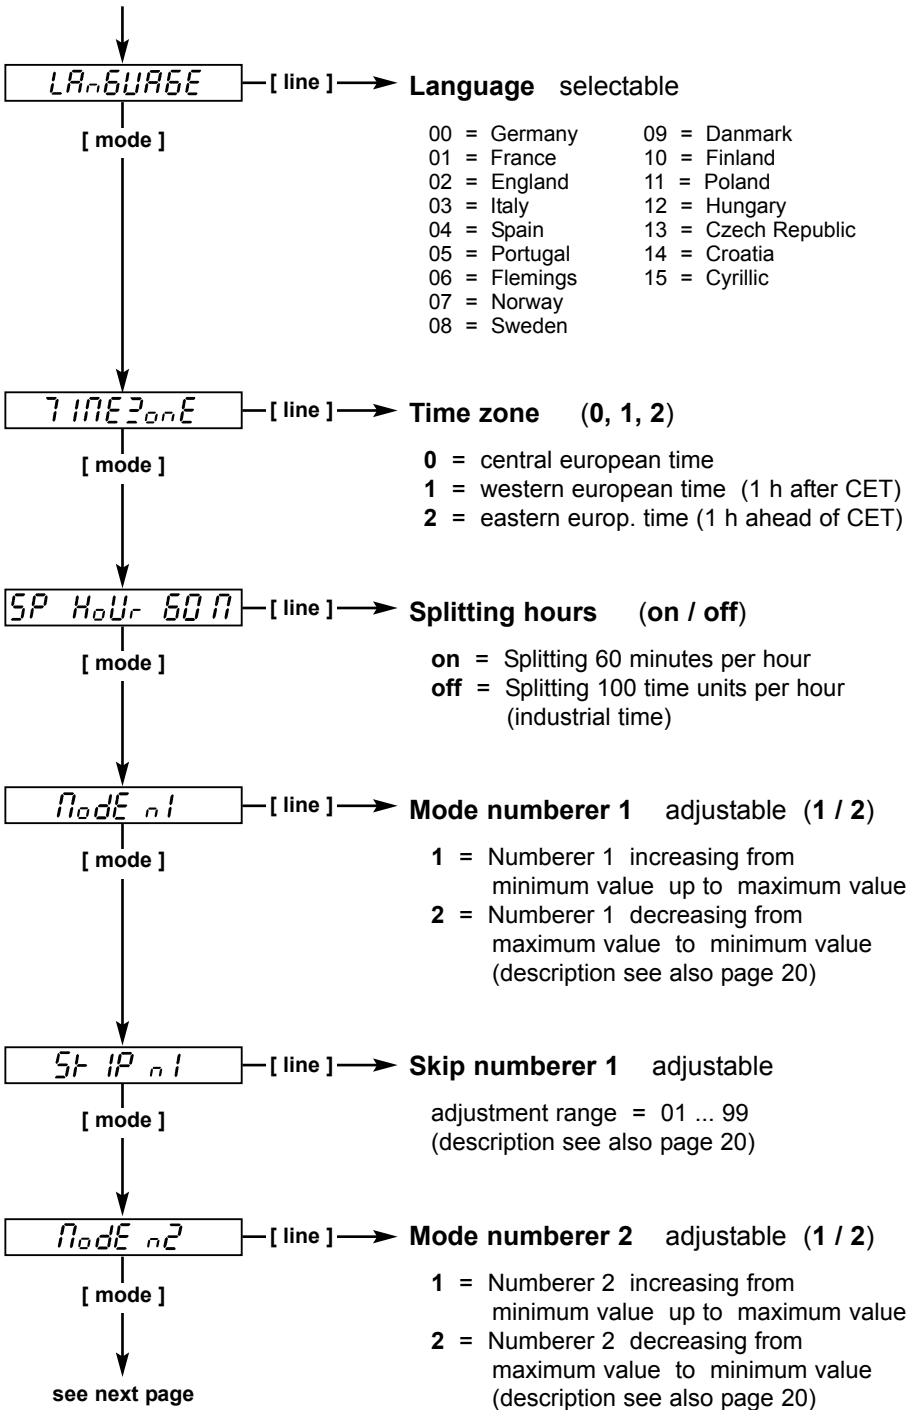 LAnGUAGE [ line ] Language selectable
[ mode ]
00 = Germany 09 = Danmark
01 = France 10 = Finland
02 = England 11 = Poland
03 = Italy 12 = Hungary
04 = Spain 13 = Czech Republic
05 = Portugal 14 = Croatia
06 = Flemings 15 = Cyrillic
07 = Norway
08 = Sweden
TIMEZonE [ line ] Time zone (0, 1, 2)
[ mode ]
0 = central european time
1 = western european time (1 h after CET)
2 = eastern europ. time (1 h ahead of CET)
SP HoUr 60 M [ line ] Splitting hours (on / off)
[ mode ]
on = Splitting 60 minutes per hour
off = Splitting 100 time units per hour
(industrial time)
ModE n1 [ line ] Mode numberer 1 adjustable (1 / 2)
[ mode ]
1 = Numberer 1 increasing from
minimum value up to maximum value
2 = Numberer 1 decreasing from
maximum value to minimum value
(description see also page 20)
SkIP n1 [ line ] Skip numberer 1 adjustable
[ mode ]
adjustment range = 01 ... 99
(description see also page 20)
ModE n2 [ line ] Mode numberer 2 adjustable (1 / 2)
[ mode ]
1 = Numberer 2 increasing from
minimum value up to maximum value
2 = Numberer 2 decreasing from
maximum value to minimum value
(description see also page 20)
see next page